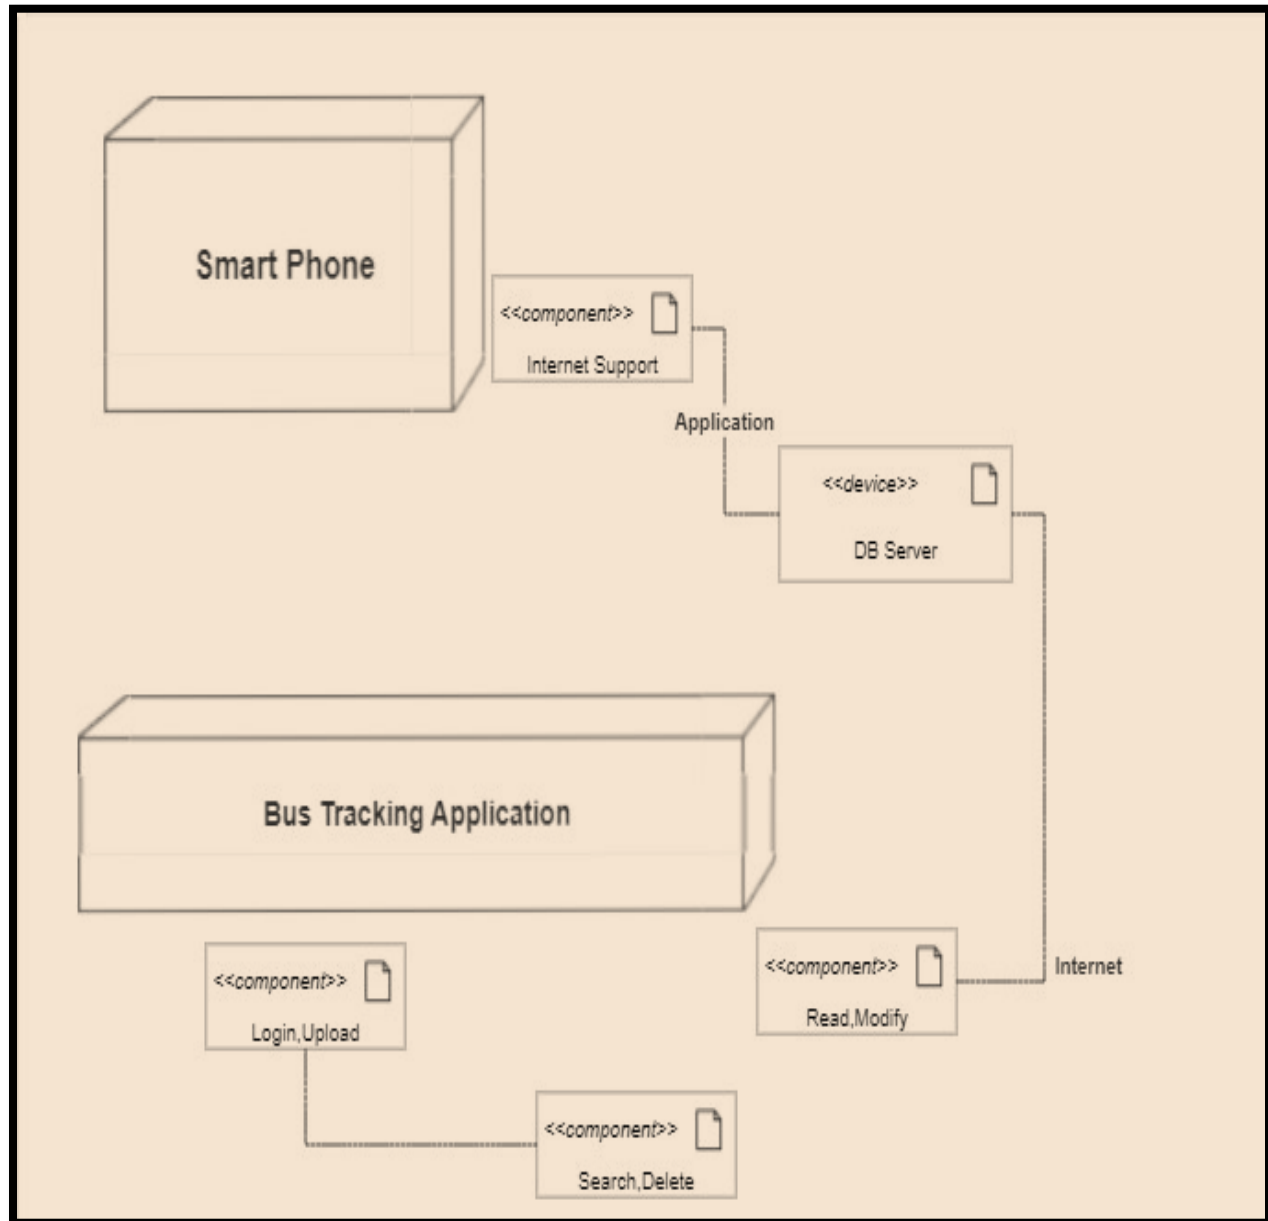 Smart Phone
<<component>>
Internet Support
Application
<<device>>
DB Server
Bus Tracking Application
<<component>>
Login,Upload
<<component>>
Read,Modify
Internet
<<component>>
Search,Delete